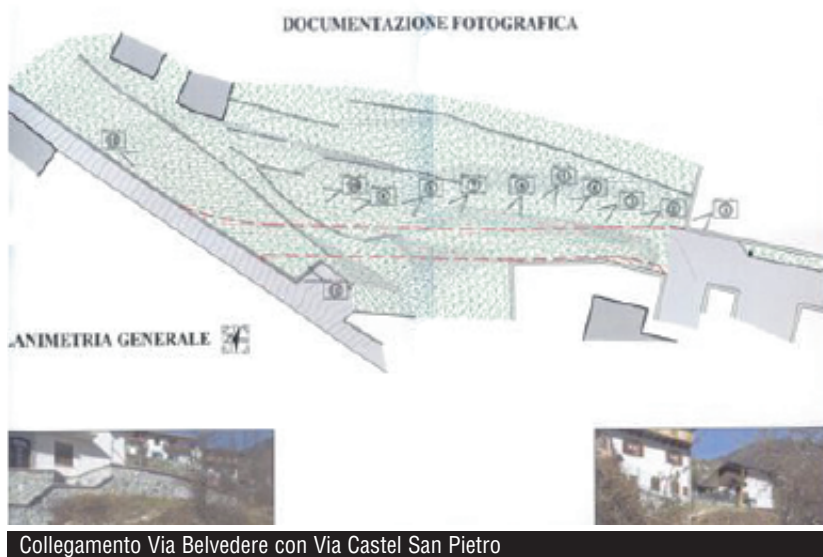 DOCUMENTAZIONE FOTOGRAFICA
LANIMETRIA GENERALE
Collegamento Via Belvedere con Via Castel San Pietro